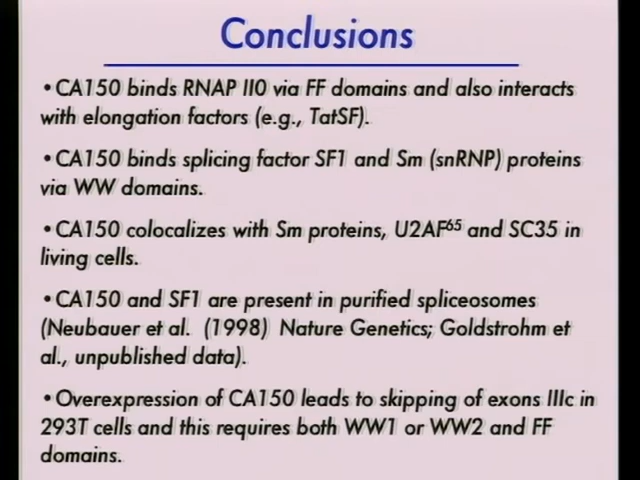 Conclusions
•CA150 binds RNAP II0 via FF domains and also interacts
with elongation factors (e.g., TatSF).
•CA150 binds splicing factor SF1 and Sm (snRNP) proteins
via WW domains.
•CA150 colocalizes with Sm proteins, U2AF⁶⁵ and SC35 in
living cells.
•CA150 and SF1 are present in purified spliceosomes
(Neubauer et al. (1998) Nature Genetics; Goldstrohm et
al., unpublished data).
•Overexpression of CA150 leads to skipping of exons IIIc in
293T cells and this requires both WW1 or WW2 and FF
domains.